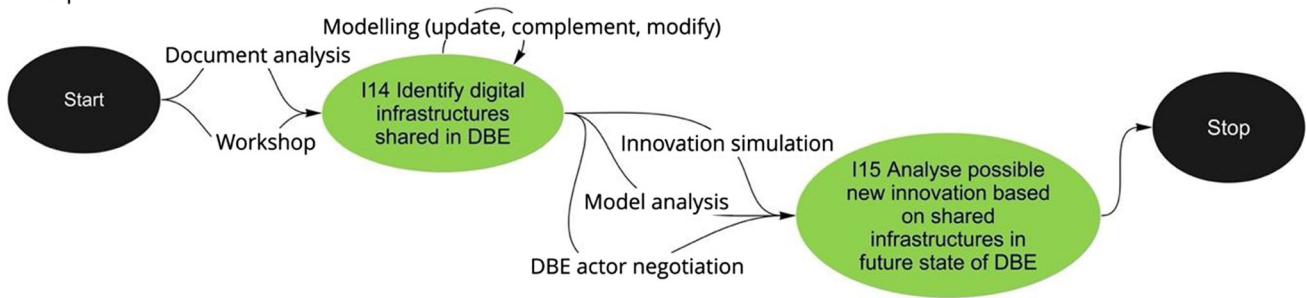 Modelling (update, complement, modify)
Document analysis
Start
Workshop
I14 Identify digital
infrastructures
shared in DBE
Innovation simulation
Model analysis
DBE actor negotiation
I15 Analyse possible
new innovation based
on shared
infrastructures in
future state of DBE
Stop